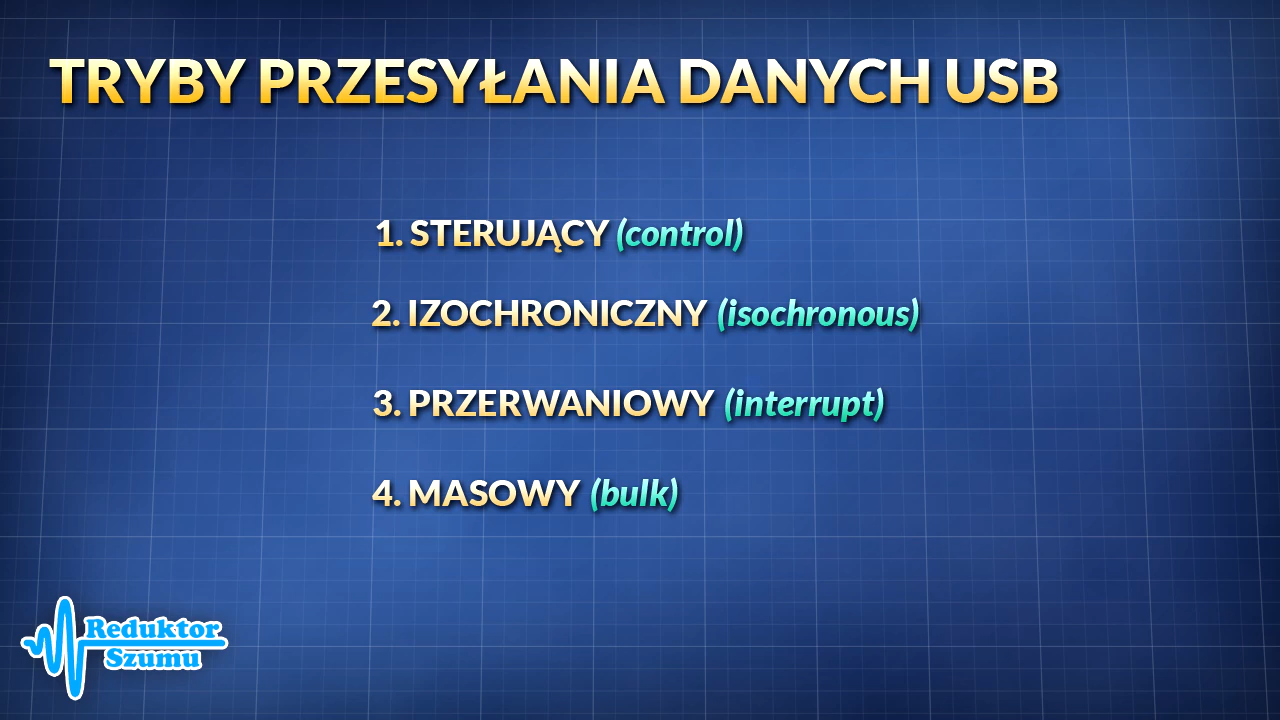 TRYBY PRZESYŁANIA DANYCH USB
1. STERUJĄCY (control)
2. IZOCHRONICZNY (isochronous)
3. PRZERWANIOWY (interrupt)
4. MASOWY (bulk)
Reduktor
Szumu